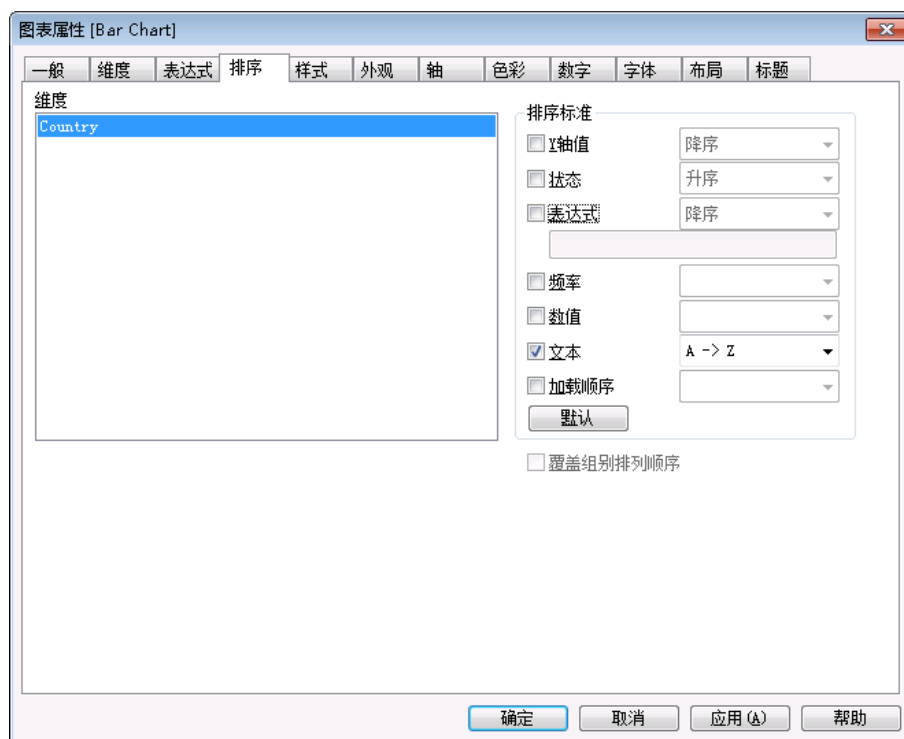 图表属性 [Bar Chart]
一般 维度 表达式 排序 样式 外观 轴 色彩 数字 字体 布局 标题
维度
Country
排序标准
Y轴值 降序
状态 升序
表达式 降序
频率
数值
文本 A -> Z
加载顺序
默认
覆盖组别排列顺序
确定 取消 应用(A) 帮助